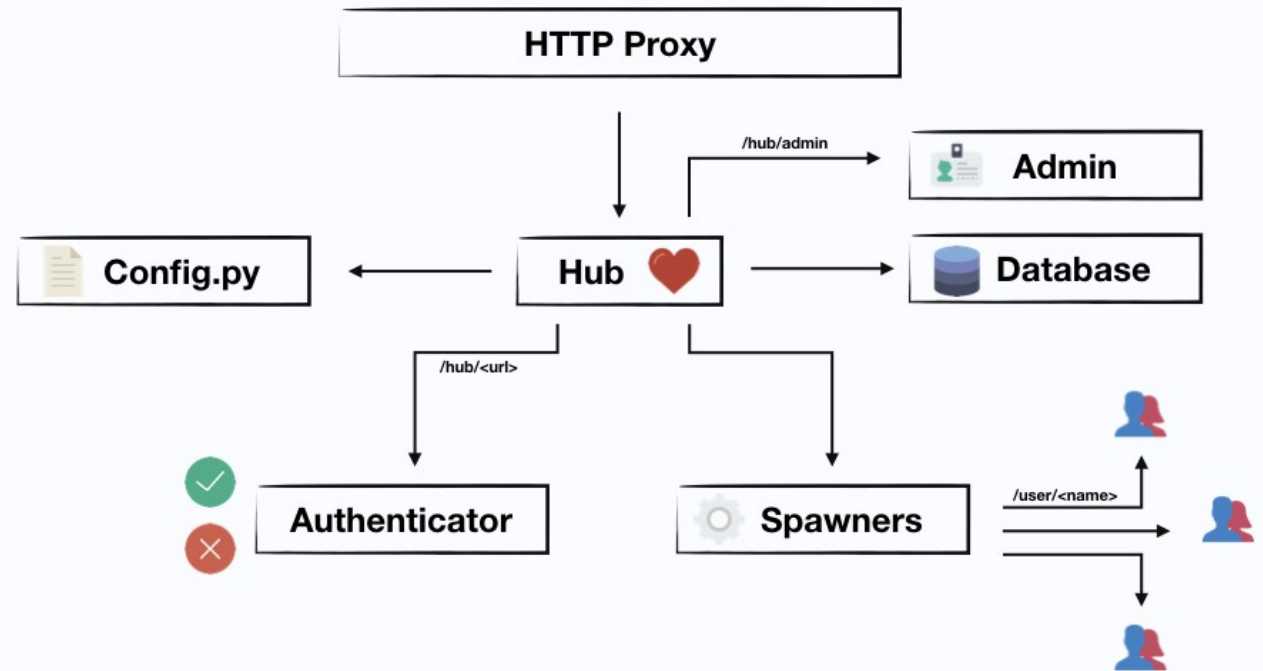 HTTP Proxy
/hub/admin
Admin
Config.py
Hub
Database
/hub/<url>
Authenticator
Spawners
/user/<name>